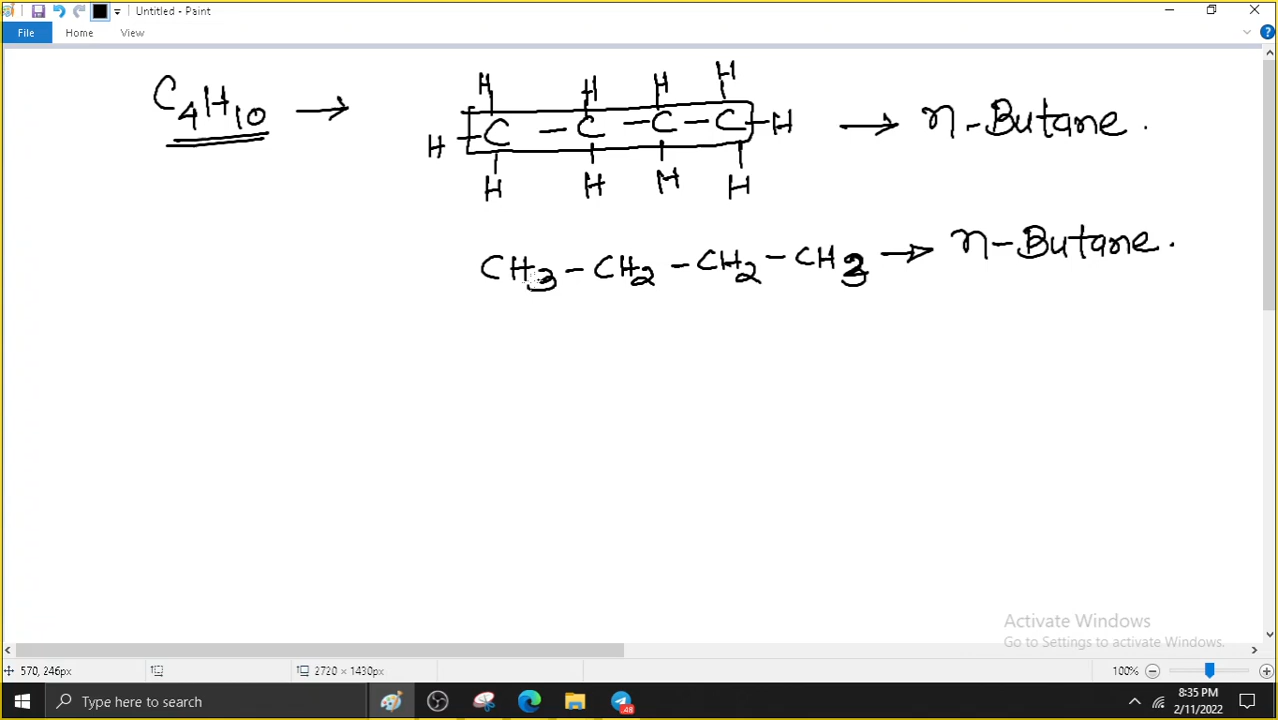 Untitled - Paint
File Home View
C4H10 → H H H H
H - C - C - C - C - H → n-Butane.
H H H H
CH3 - CH2 - CH2 - CH3 → n-Butane.
Activate Windows
Go to Settings to activate Windows.
570, 246px 2720 × 1430px 100%
Type here to search 48 8:35 PM
2/11/2022